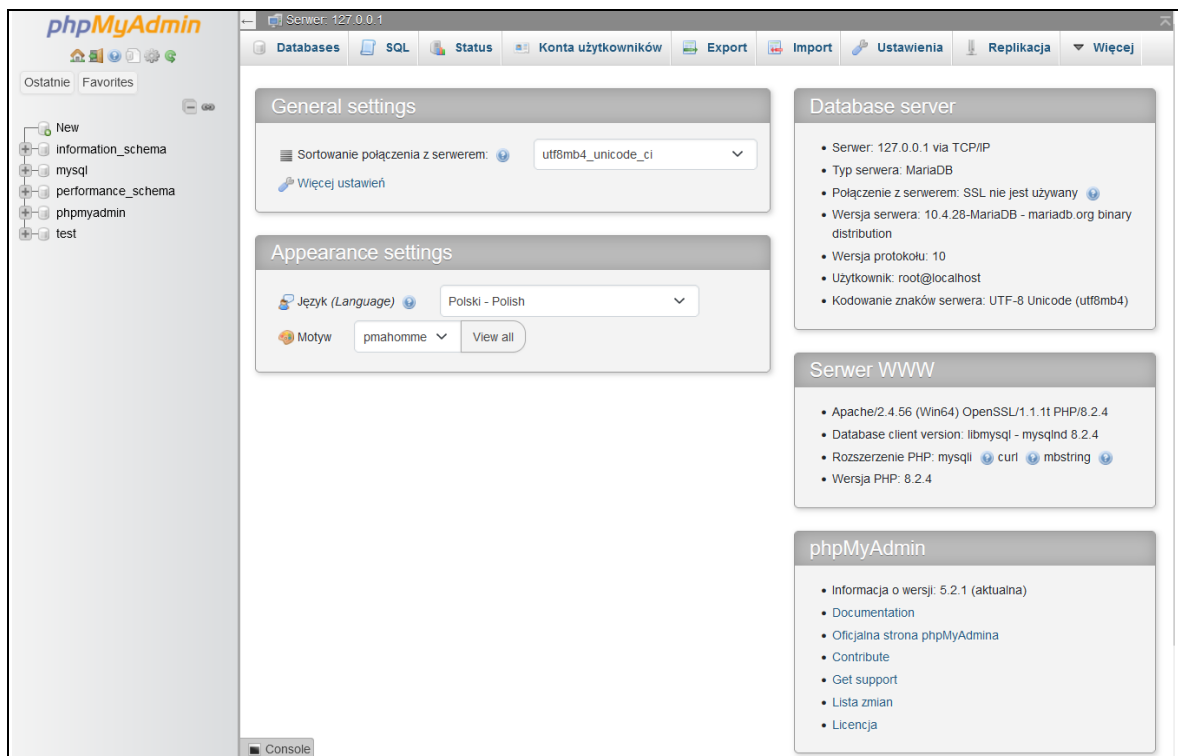 phpMyAdmin
Ostatnie Favorites
New
information_schema
mysql
performance_schema
phpmyadmin
test
Serwer: 127.0.0.1
Databases SQL Status Konta użytkowników Export Import Ustawienia Replikacja Więcej
General settings
Sortowanie połączenia z serwerem: utf8mb4_unicode_ci
Więcej ustawień
Appearance settings
Język (Language) Polski - Polish
Motyw pmahomme View all
Database server
Serwer: 127.0.0.1 via TCP/IP
Typ serwera: MariaDB
Połączenie z serwerem: SSL nie jest używany
Wersja serwera: 10.4.28-MariaDB - mariadb.org binary
distribution
Wersja protokołu: 10
Użytkownik: root@localhost
Kodowanie znaków serwera: UTF-8 Unicode (utf8mb4)
Serwer WWW
Apache/2.4.56 (Win64) OpenSSL/1.1.1t PHP/8.2.4
Database client version: libmysql - mysqlnd 8.2.4
Rozszerzenie PHP: mysqli curl mbstring
Wersja PHP: 8.2.4
phpMyAdmin
Informacja o wersji: 5.2.1 (aktualna)
Documentation
Oficjalna strona phpMyAdmina
Contribute
Get support
Lista zmian
Licencja
Console